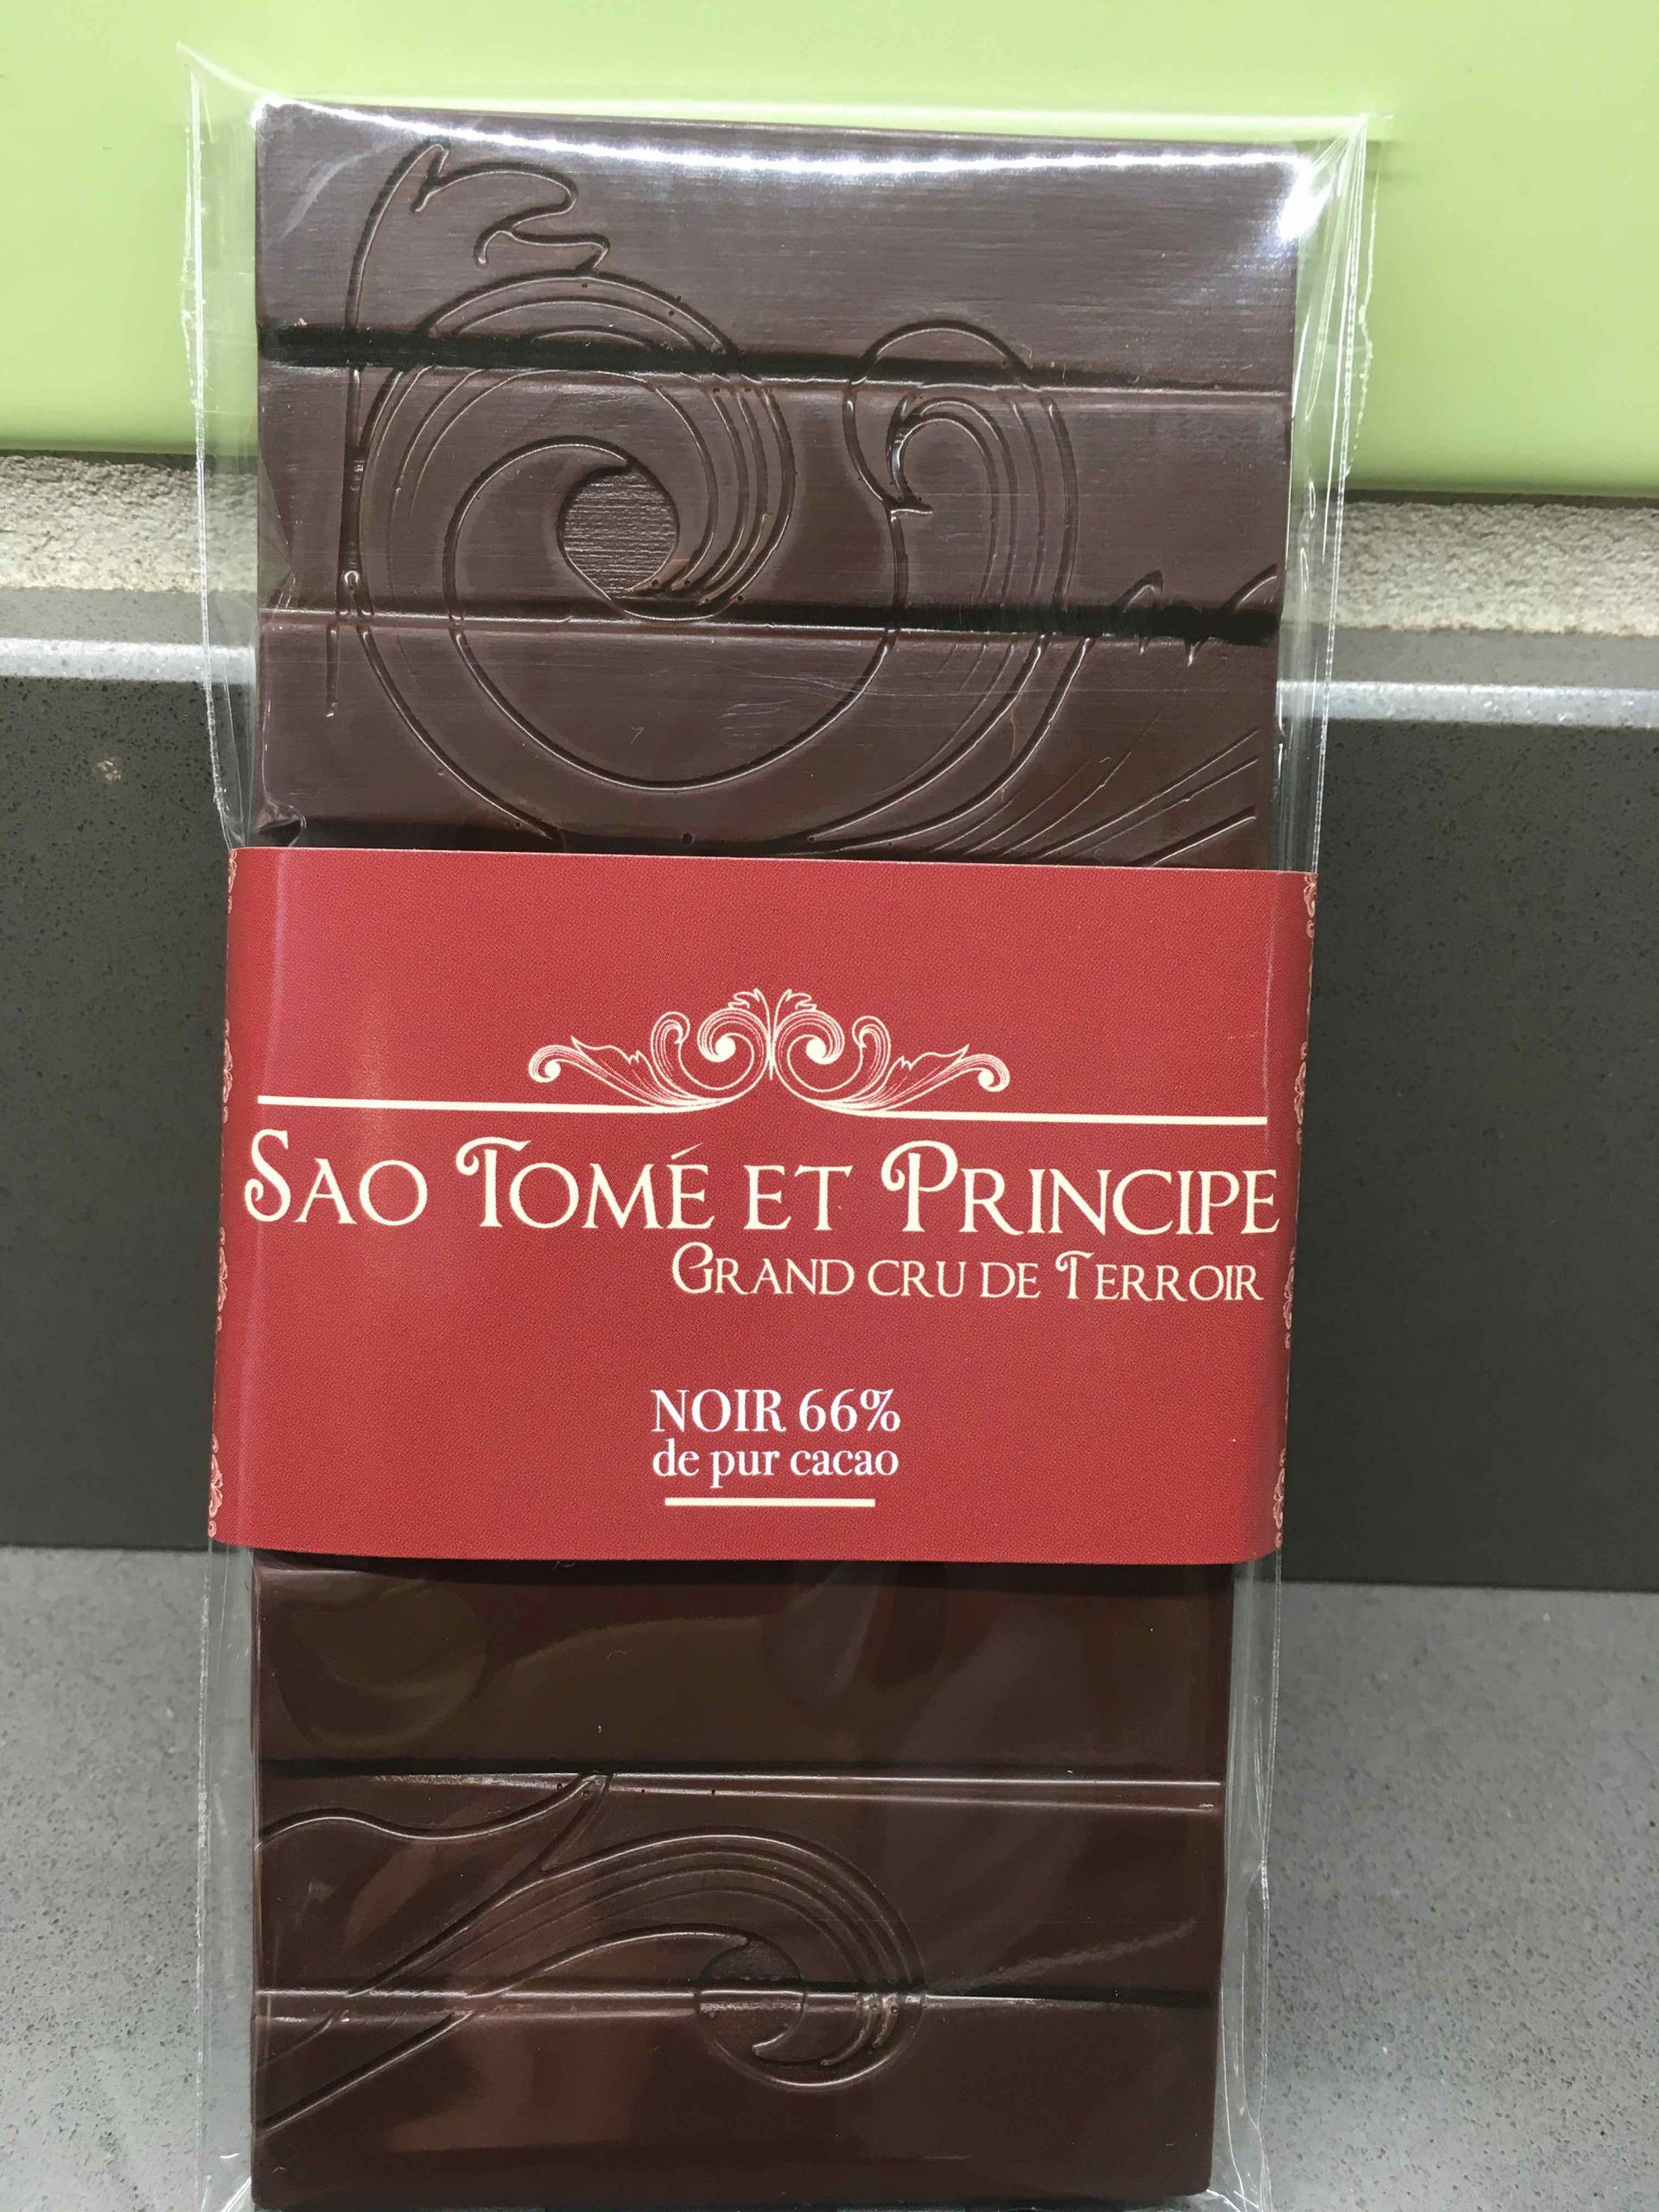 SAO TOMÉ ET PRINCIPE
GRAND CRU DE TERROIR
NOIR 66%
de pur cacao